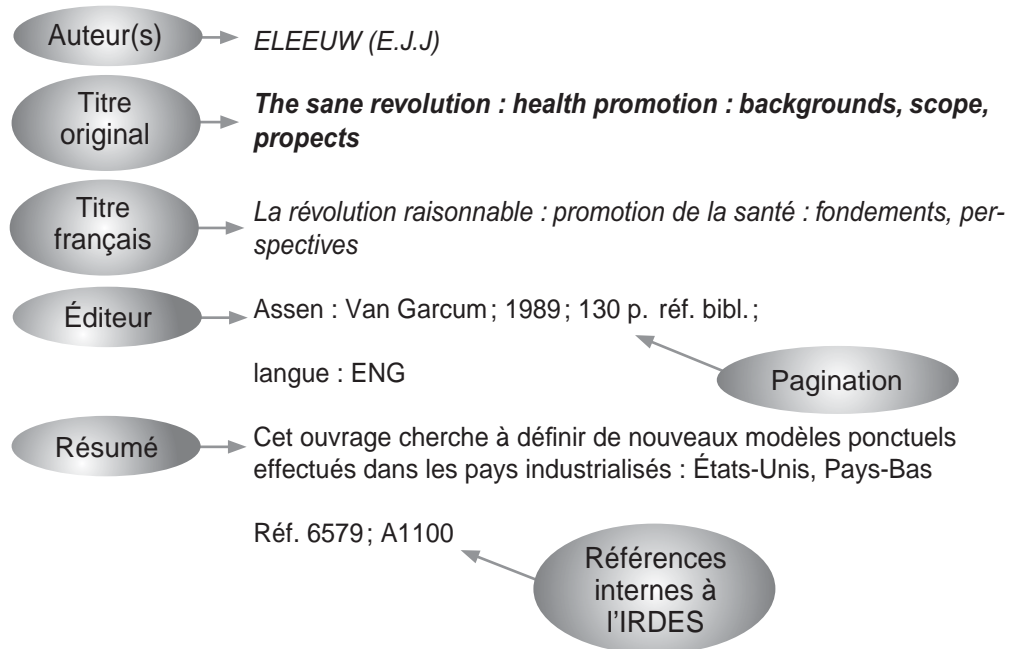 Auteur(s)
ELEEUW (E.J.J)
Titre
original
The sane revolution : health promotion : backgrounds, scope,
propects
Titre
français
La révolution raisonnable : promotion de la santé : fondements, per-
spectives
Éditeur
Assen : Van Garcum ; 1989 ; 130 p. réf. bibl. ;
langue : ENG
Pagination
Résumé
Cet ouvrage cherche à définir de nouveaux modèles ponctuels
effectués dans les pays industrialisés : États-Unis, Pays-Bas
Réf. 6579 ; A1100
Références
internes à
l'IRDES